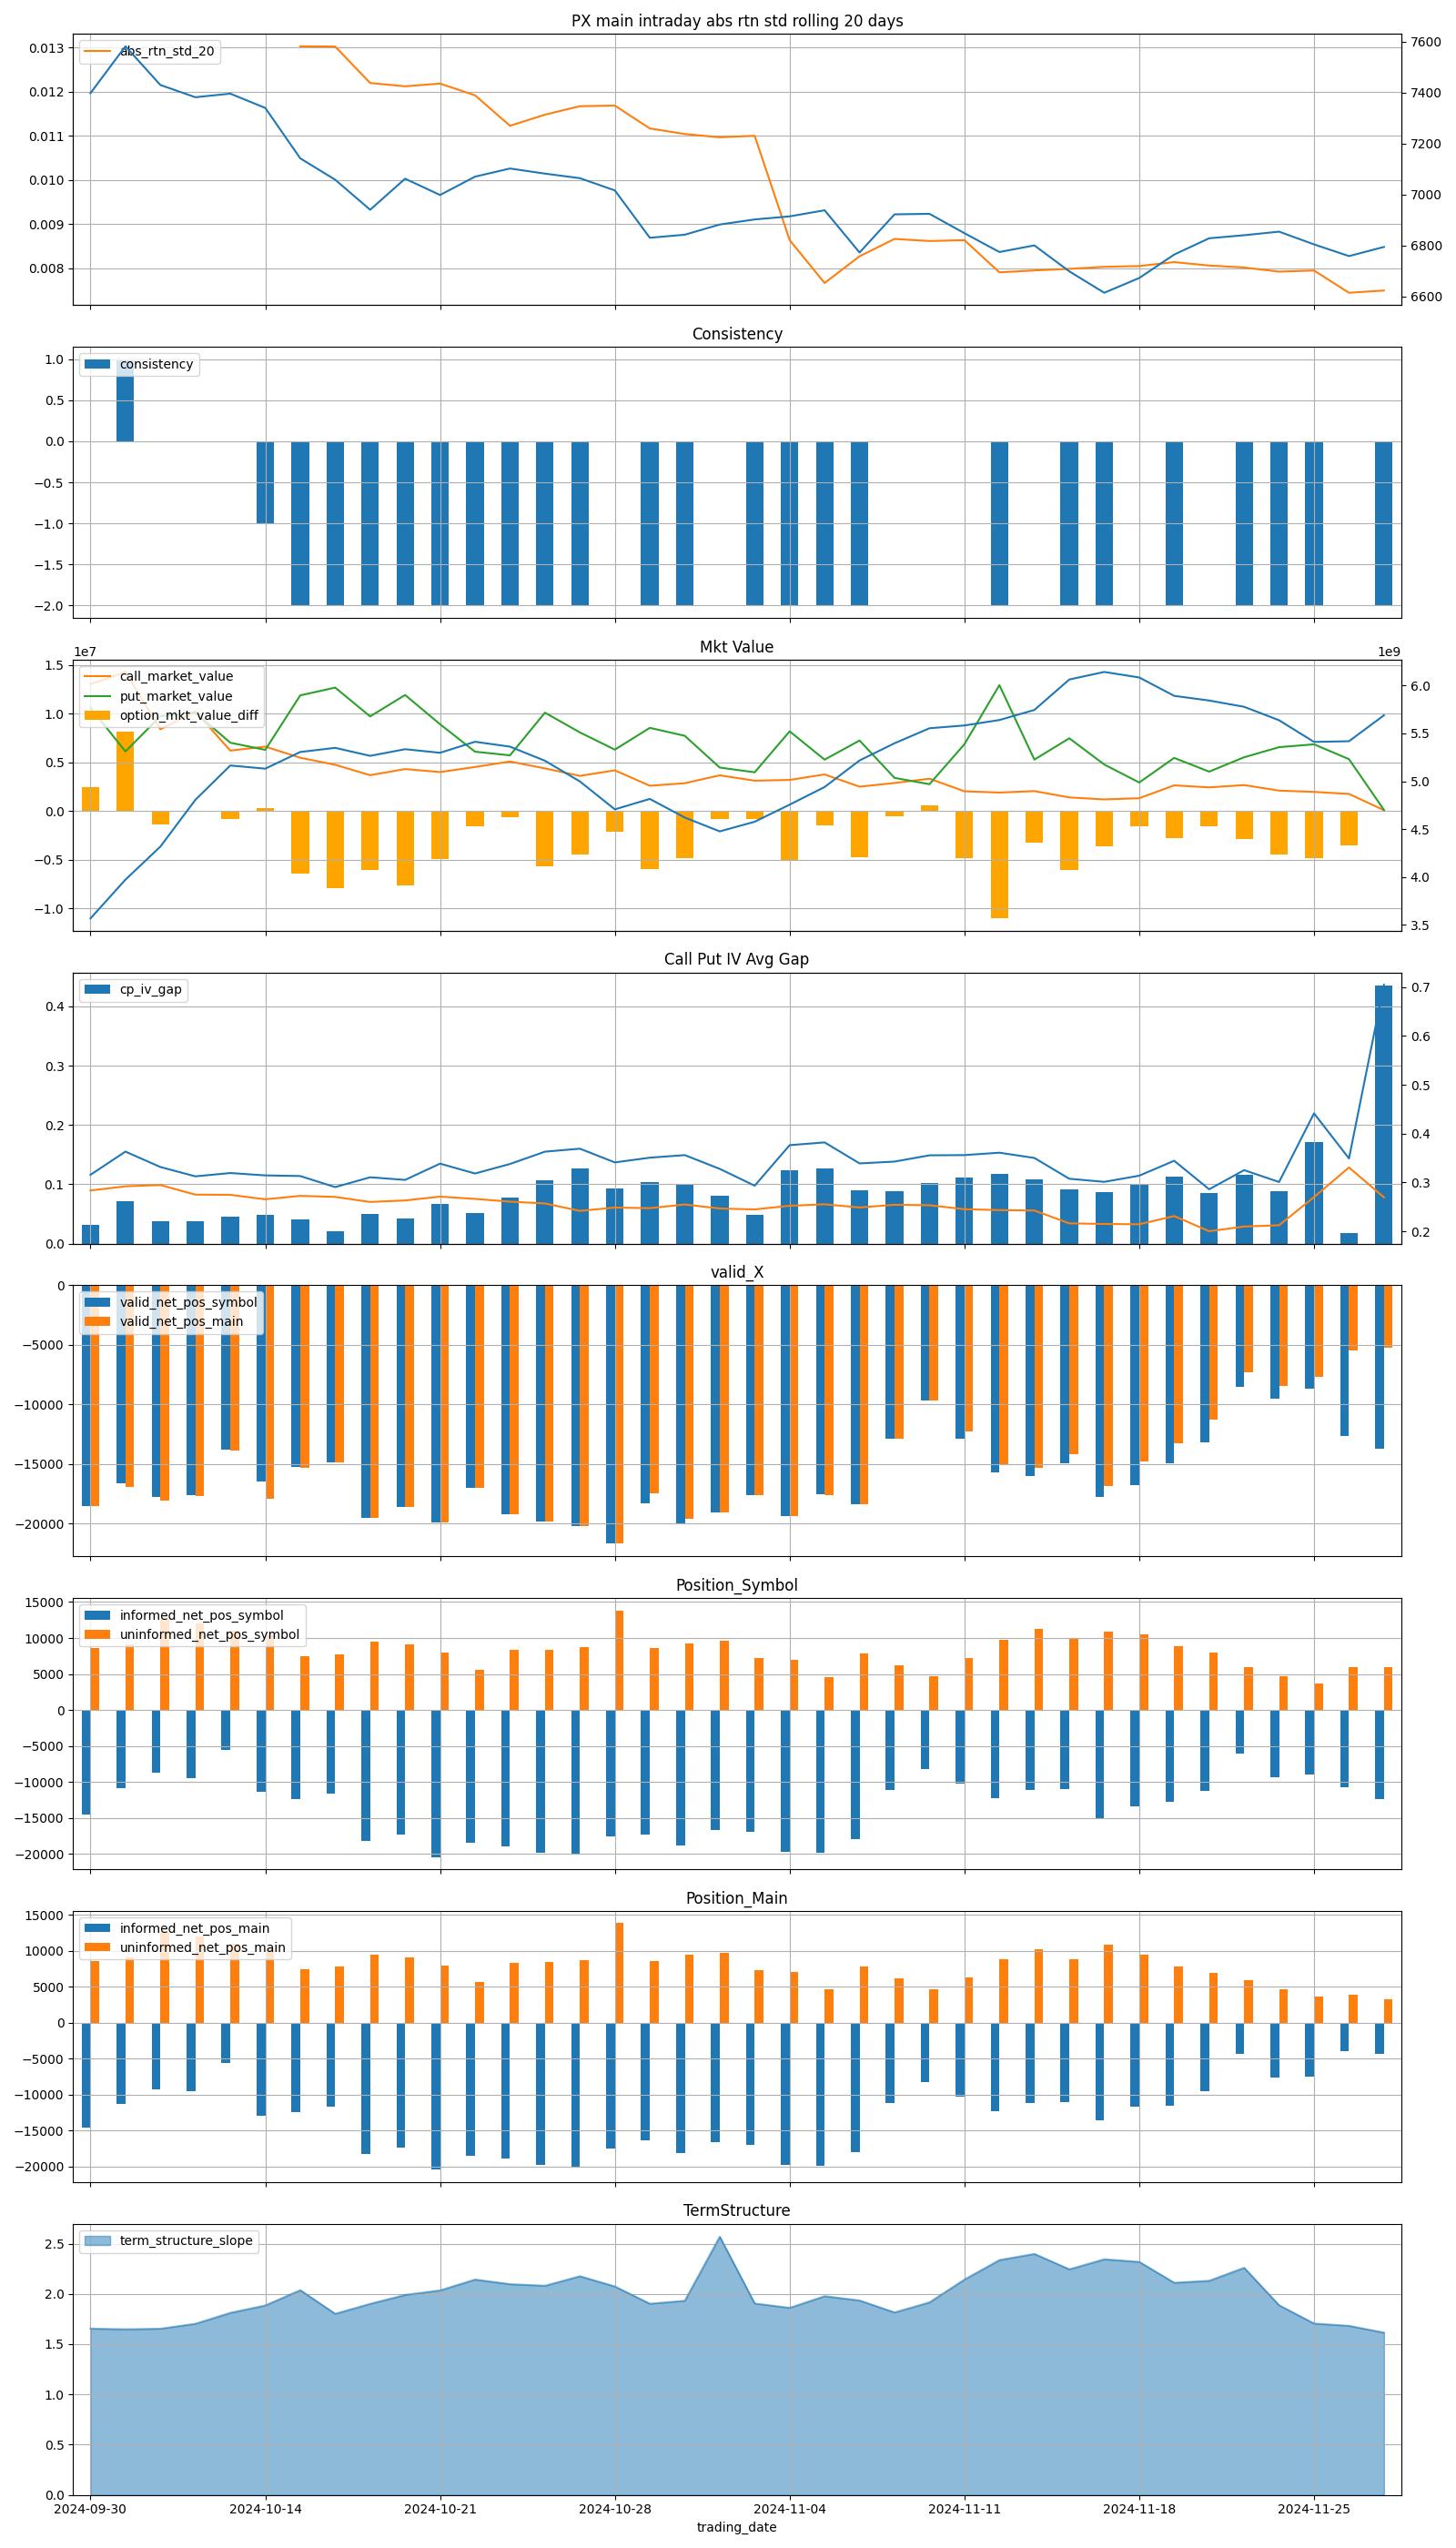 PX main intraday abs rtn std rolling 20 days
abs_rtn_std_20
0.013
0.012
0.011
0.010
0.009
0.008
7600
7400
7200
7000
6800
6600
Consistency
consistency
1.0
0.5
0.0
−0.5
−1.0
−1.5
−2.0
Mkt Value
1e7
1e9
call_market_value
put_market_value
option_mkt_value_diff
1.5
1.0
0.5
0.0
−0.5
−1.0
6.0
5.5
5.0
4.5
4.0
3.5
Call Put IV Avg Gap
cp_iv_gap
0.4
0.3
0.2
0.1
0.0
0.7
0.6
0.5
0.4
0.3
0.2
valid_X
valid_net_pos_symbol
valid_net_pos_main
0
−5000
−10000
−15000
−20000
Position_Symbol
informed_net_pos_symbol
uninformed_net_pos_symbol
15000
10000
5000
0
−5000
−10000
−15000
−20000
Position_Main
informed_net_pos_main
uninformed_net_pos_main
15000
10000
5000
0
−5000
−10000
−15000
−20000
TermStructure
term_structure_slope
2.5
2.0
1.5
1.0
0.5
0.0
2024-09-30 2024-10-14 2024-10-21 2024-10-28 2024-11-04 2024-11-11 2024-11-18 2024-11-25
trading_date